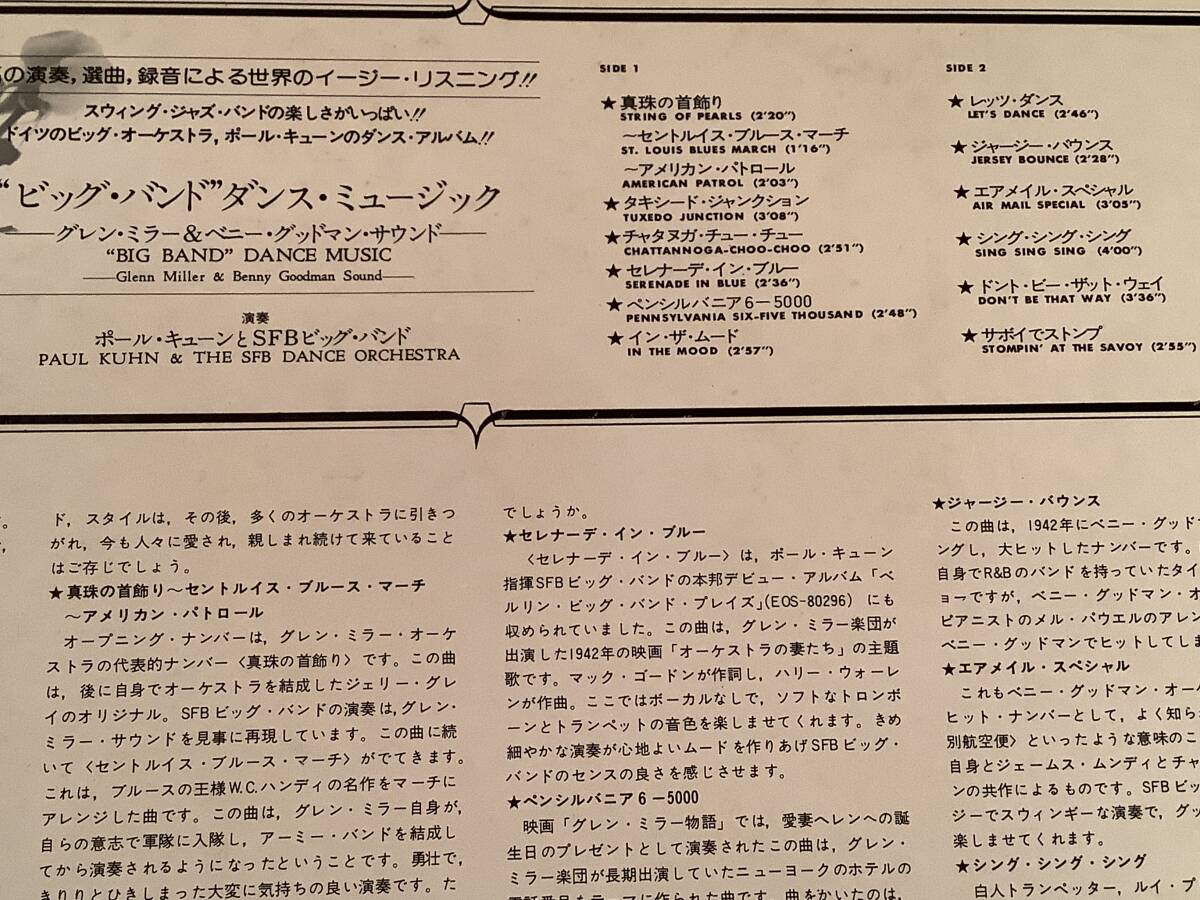 の演奏，選曲，録音による世界のイージー・リスニング!!
スウィング・ジャズ・バンドの楽しさがいっぱい!!
ドイツのビッグ・オーケストラ，ポール・キューンのダンス・アルバム!!
“ビッグ・バンド”ダンス・ミュージック
——グレン・ミラー＆ベニー・グッドマン・サウンド——
“BIG BAND” DANCE MUSIC
——Glenn Miller & Benny Goodman Sound——
演奏
ポール・キューンとSFBビッグ・バンド
PAUL KUHN & THE SFB DANCE ORCHESTRA
SIDE 1
★真珠の首飾り
STRING OF PEARLS (2′20″)
〜セントルイス・ブルース・マーチ
ST. LOUIS BLUES MARCH (1′16″)
〜アメリカン・パトロール
AMERICAN PATROL (2′03″)
★タキシード・ジャンクション
TUXEDO JUNCTION (3′08″)
★チャタヌガ・チュー・チュー
CHATTANNOGA-CHOO-CHOO (2′51″)
★セレナーデ・イン・ブルー
SERENADE IN BLUE (2′36″)
★ペンシルバニア6－5000
PENNSYLVANIA SIX-FIVE THOUSAND (2′48″)
★イン・ザ・ムード
IN THE MOOD (2′57″)
SIDE 2
★レッツ・ダンス
LET'S DANCE (2′46″)
★ジャージー・バウンス
JERSEY BOUNCE (2′28″)
★エアメイル・スペシャル
AIR MAIL SPECIAL (3′05″)
★シング・シング・シング
SING SING SING (4′00″)
★ドント・ビー・ザット・ウェイ
DON'T BE THAT WAY (3′36″)
★サボイでストンプ
STOMPIN' AT THE SAVOY (2′55″)
ド，スタイルは，その後，多くのオーケストラに引きつ
がれ，今も人々に愛され，親しまれ続けて来ていること
はご存じでしょう。
★真珠の首飾り〜セントルイス・ブルース・マーチ
〜アメリカン・パトロール
オープニング・ナンバーは，グレン・ミラー・オーケ
ストラの代表的ナンバー〈真珠の首飾り〉です。この曲
は，後に自身でオーケストラを結成したジェリー・グレ
イのオリジナル。SFBビッグ・バンドの演奏は，グレン・
ミラー・サウンドを見事に再現しています。この曲に続
いて〈セントルイス・ブルース・マーチ〉がでてきます。
これは，ブルースの王様W.C.ハンディの名作をマーチに
アレンジした曲です。この曲は，グレン・ミラー自身が，
自らの意志で軍隊に入隊し，アーミー・バンドを結成し
てから演奏されるようになったということです。勇壮で，
きりりとひきしまった大変に気持ちの良い演奏です。た
でしょうか。
★セレナーデ・イン・ブルー
〈セレナーデ・イン・ブルー〉は，ポール・キューン
指揮SFBビッグ・バンドの本邦デビュー・アルバム「ベ
ルリン・ビッグ・バンド・プレイズ」(EOS-80296) にも
収められていました。この曲は，グレン・ミラー楽団が
出演した1942年の映画「オーケストラの妻たち」の主題
歌です。マック・ゴードンが作詞し，ハリー・ウォーレ
ンが作曲。ここではボーカルなしで，ソフトなトロンボ
ーンとトランペットの音色を楽しませてくれます。きめ
細やかな演奏が心地よいムードを作りあげSFBビッグ・
バンドのセンスの良さを感じさせます。
★ペンシルバニア6－5000
映画「グレン・ミラー物語」では，愛妻ヘレンへの誕
生日のプレゼントとして演奏されたこの曲は，グレン・
ミラー楽団が長期出演していたニューヨークのホテルの
電話番号をテーマに作られた曲です。曲をかいたのは，
★ジャージー・バウンス
この曲は，1942年にベニー・グッド
ングし，大ヒットしたナンバーです。
自身でR&Bのバンドを持っていたタイ
ョーですが，ベニー・グッドマン・オ
ピアニストのメル・パウエルのアレン
ベニー・グッドマンでヒットしてしま
★エアメイル・スペシャル
これもベニー・グッドマン・オー
ヒット・ナンバーとして，よく知ら
別航空便〉といったような意味のこ
自身とジェームス・ムンディとチャ
ンの共作によるものです。SFBビッ
ジーでスウィンギーな演奏で，グッ
楽しませてくれます。
★シング・シング・シング
白人トランペッター，ルイ・プ